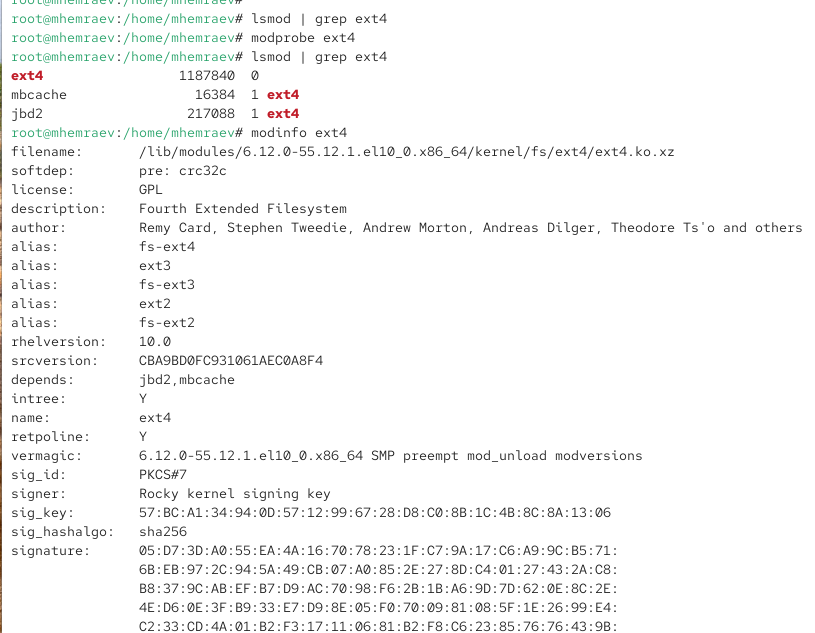 root@mhemraev:/home/mhemraev#
root@mhemraev:/home/mhemraev# lsmod | grep ext4
root@mhemraev:/home/mhemraev# modprobe ext4
root@mhemraev:/home/mhemraev# lsmod | grep ext4
ext4                 1187840  0
mbcache                16384  1 ext4
jbd2                  217088  1 ext4
root@mhemraev:/home/mhemraev# modinfo ext4
filename:       /lib/modules/6.12.0-55.12.1.el10_0.x86_64/kernel/fs/ext4/ext4.ko.xz
softdep:        pre: crc32c
license:        GPL
description:    Fourth Extended Filesystem
author:         Remy Card, Stephen Tweedie, Andrew Morton, Andreas Dilger, Theodore Ts'o and others
alias:          fs-ext4
alias:          ext3
alias:          fs-ext3
alias:          ext2
alias:          fs-ext2
rhelversion:    10.0
srcversion:     CBA9BD0FC931061AEC0A8F4
depends:        jbd2,mbcache
intree:         Y
name:           ext4
retpoline:      Y
vermagic:       6.12.0-55.12.1.el10_0.x86_64 SMP preempt mod_unload modversions
sig_id:         PKCS#7
signer:         Rocky kernel signing key
sig_key:        57:BC:A1:34:94:0D:57:12:99:67:28:D8:C0:8B:1C:4B:8C:8A:13:06
sig_hashalgo:   sha256
signature:      05:D7:3D:A0:55:EA:4A:16:70:78:23:1F:C7:9A:17:C6:A9:9C:B5:71:
                6B:EB:97:2C:94:5A:49:CB:07:A0:85:2E:27:8D:C4:01:27:43:2A:C8:
                B8:37:9C:AB:EF:B7:D9:AC:70:98:F6:2B:1B:A6:9D:7D:62:0E:8C:2E:
                4E:D6:0E:3F:B9:33:E7:D9:8E:05:F0:70:09:81:08:5F:1E:26:99:E4:
                C2:33:CD:4A:01:B2:F3:17:11:06:81:B2:F8:C6:23:85:76:76:43:9B: